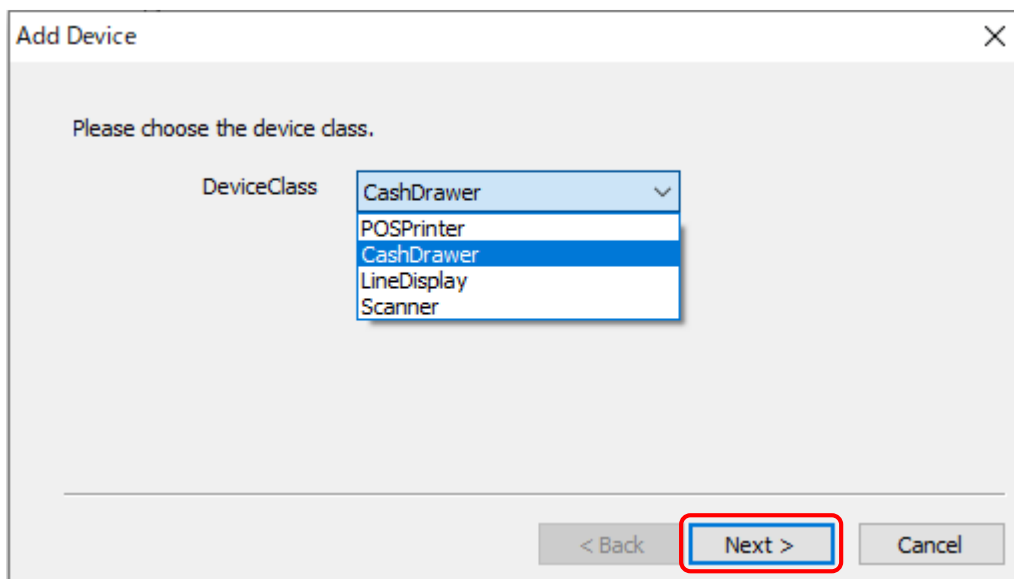 Add Device
Please choose the device class.
DeviceClass CashDrawer
POSPrinter
CashDrawer
LineDisplay
Scanner
< Back Next > Cancel